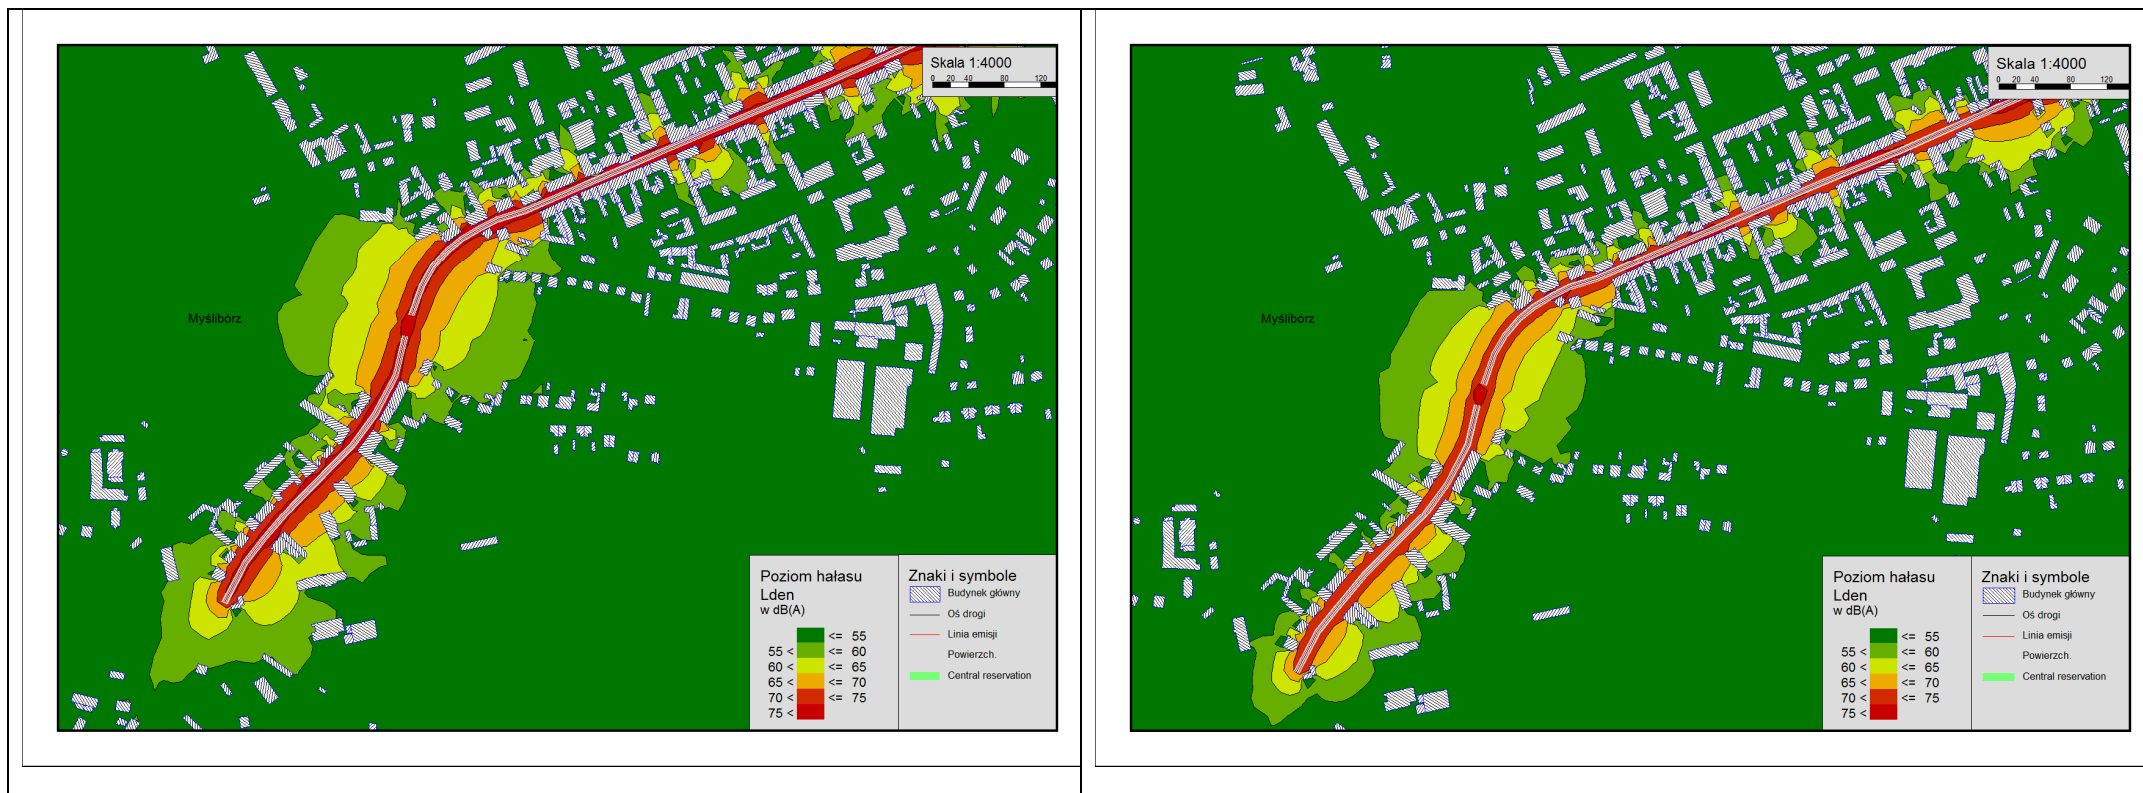 Skala 1:4000
0 20 40 80 120
Myślibórz
Poziom hałasu
Lden
w dB(A)
<= 55
55 < <= 60
60 < <= 65
65 < <= 70
70 < <= 75
75 <
Znaki i symbole
Budynek główny
Oś drogi
Linia emisji
Powierzch.
Central reservation
Skala 1:4000
0 20 40 80 120
Myślibórz
Poziom hałasu
Lden
w dB(A)
<= 55
55 < <= 60
60 < <= 65
65 < <= 70
70 < <= 75
75 <
Znaki i symbole
Budynek główny
Oś drogi
Linia emisji
Powierzch.
Central reservation